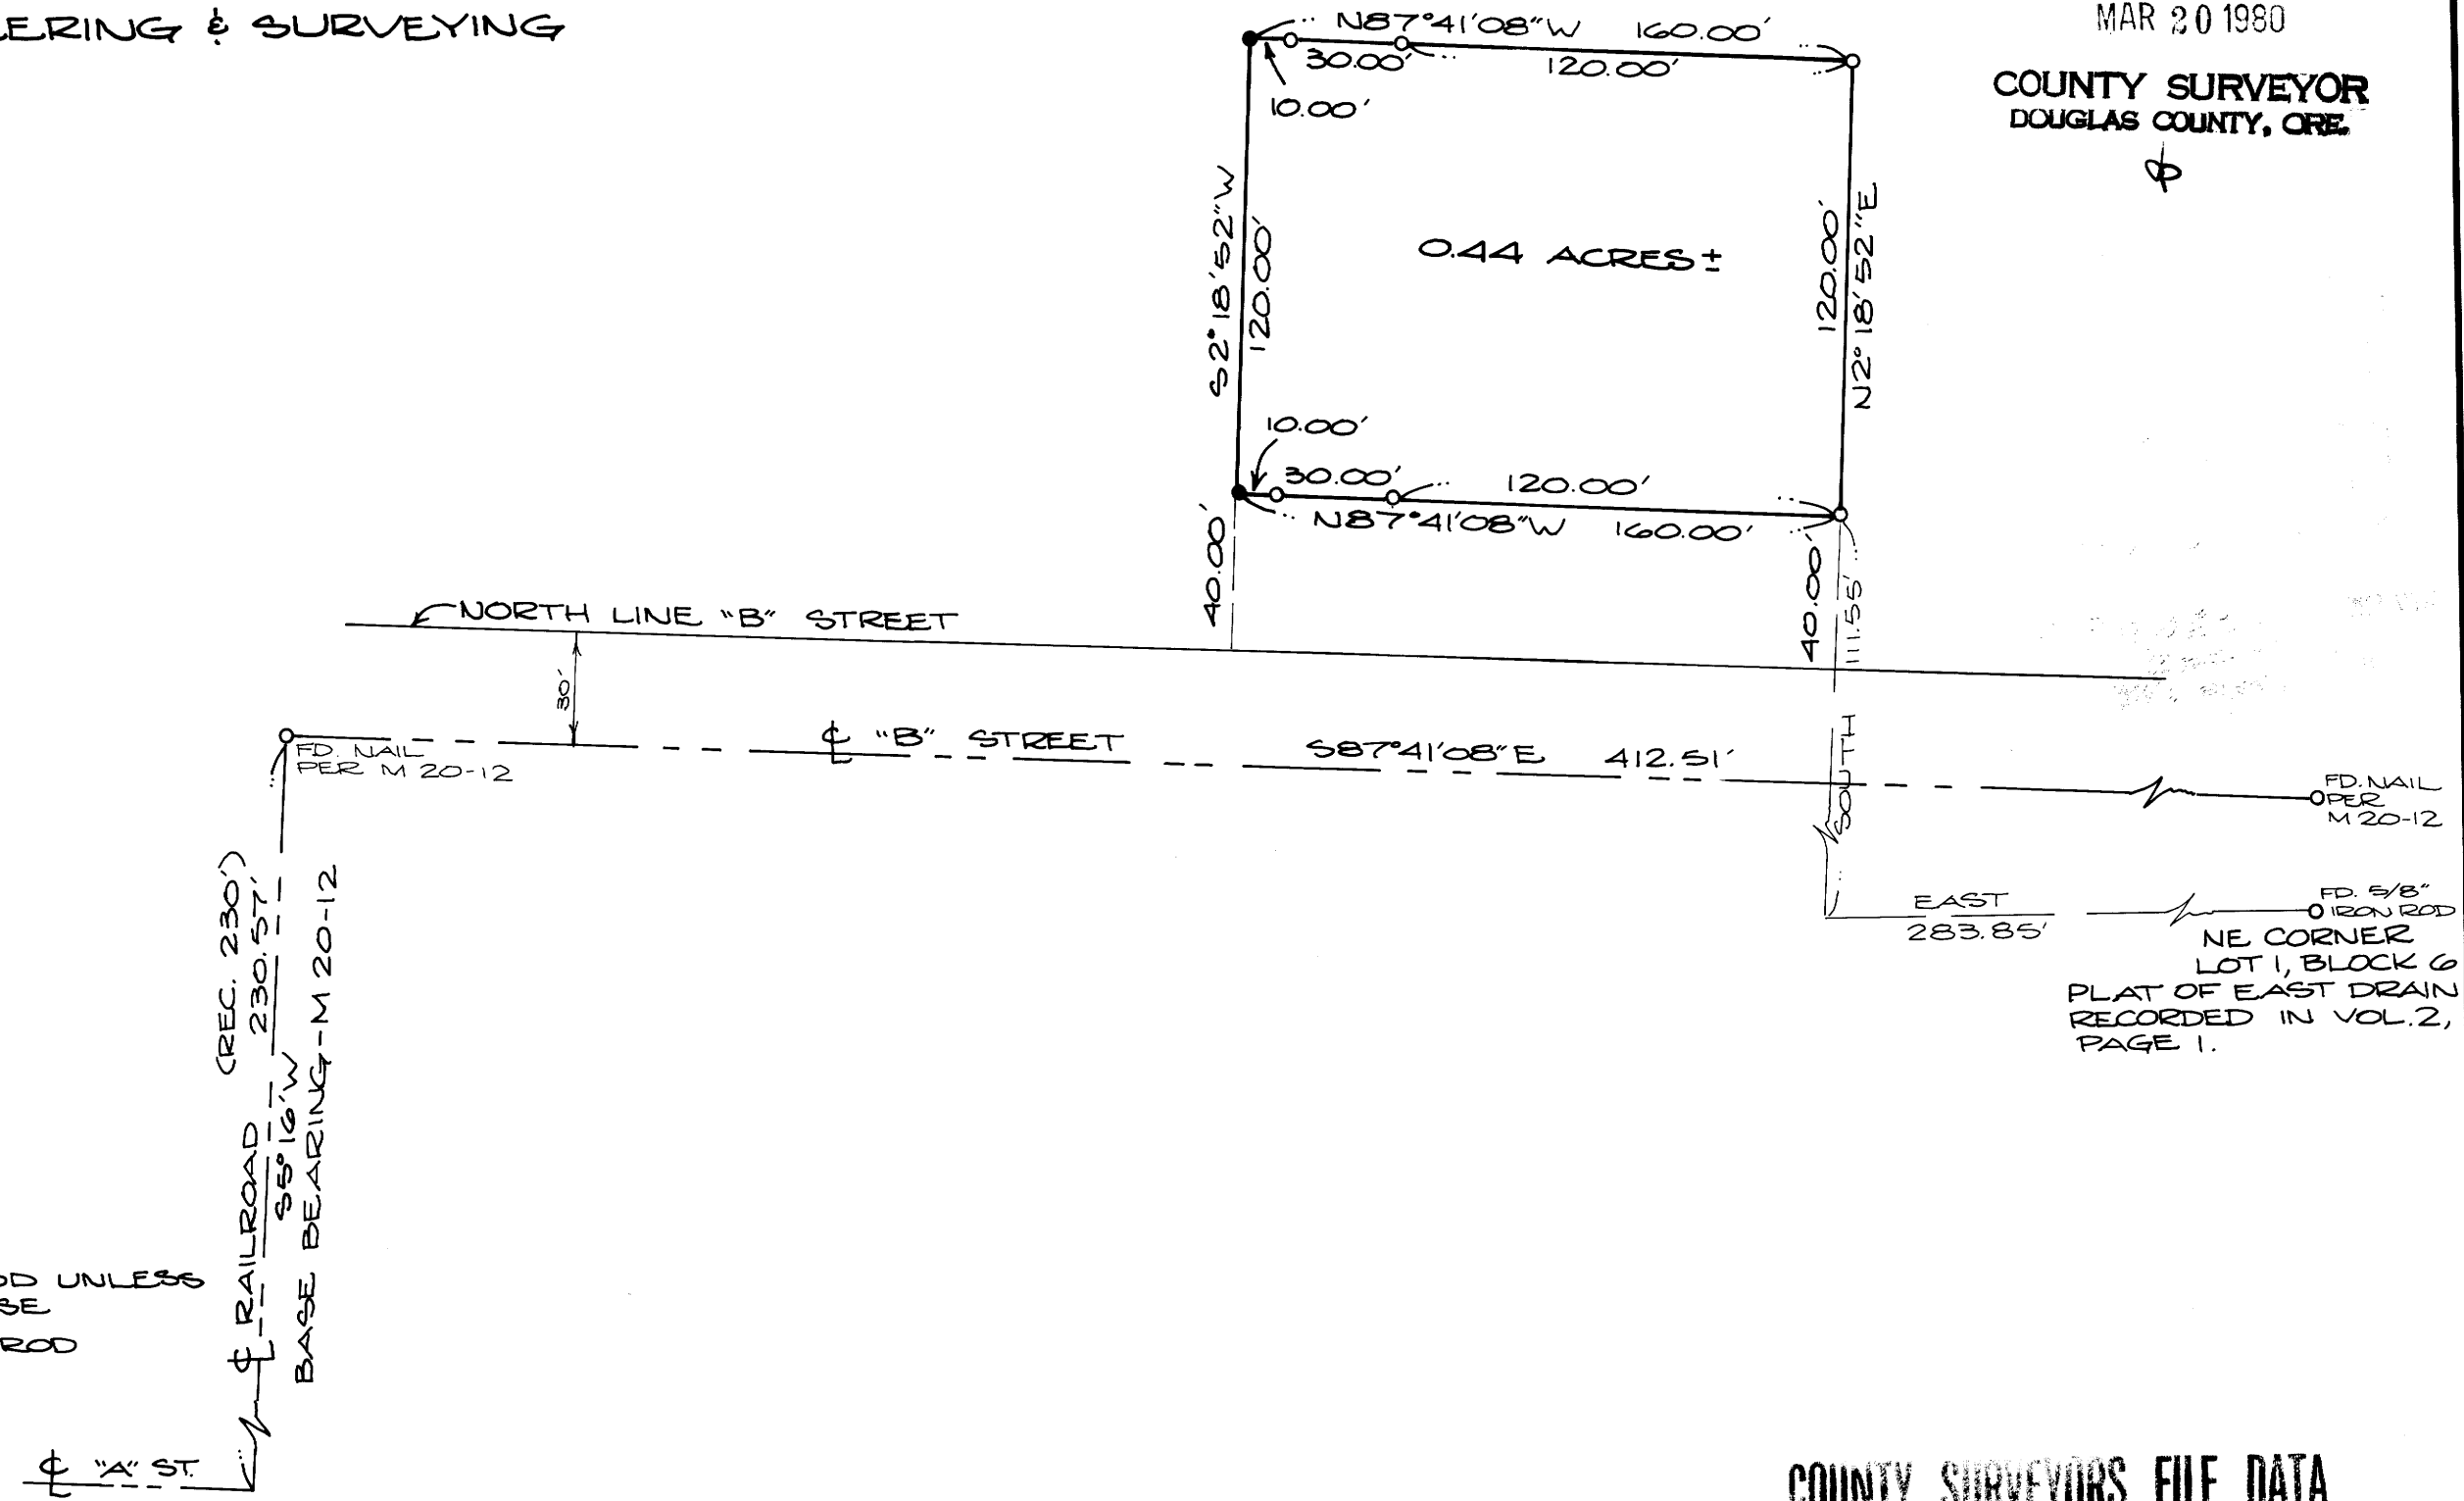 ERING & SURVEYING
MAR 20 1980
COUNTY SURVEYOR
DOUGLAS COUNTY, ORE.
N87°41'08"W 160.00'
30.00' 120.00'
10.00'
S2°18'52"W
120.00'
0.44 ACRES ±
120.00'
N2°18'52"E
10.00'
30.00' 120.00'
N87°41'08"W 160.00'
40.00'
40.00'
111.55'
SOUTH
NORTH LINE "B" STREET
30'
FD. NAIL
PER M 20-12
℄ "B" STREET S87°41'08"E 412.51'
FD. NAIL
PER
M 20-12
EAST
283.85'
FD. 5/8"
IRON ROD
NE CORNER
LOT 1, BLOCK 6
PLAT OF EAST DRAIN
RECORDED IN VOL. 2,
PAGE 1.
(REC. 230')
230.57'
℄ RAILROAD
S5°16'W
BASE BEARING-M 20-12
OD UNLESS
SE
ROD
℄ "A" ST.
COUNTY SURVEYORS FILE DATA